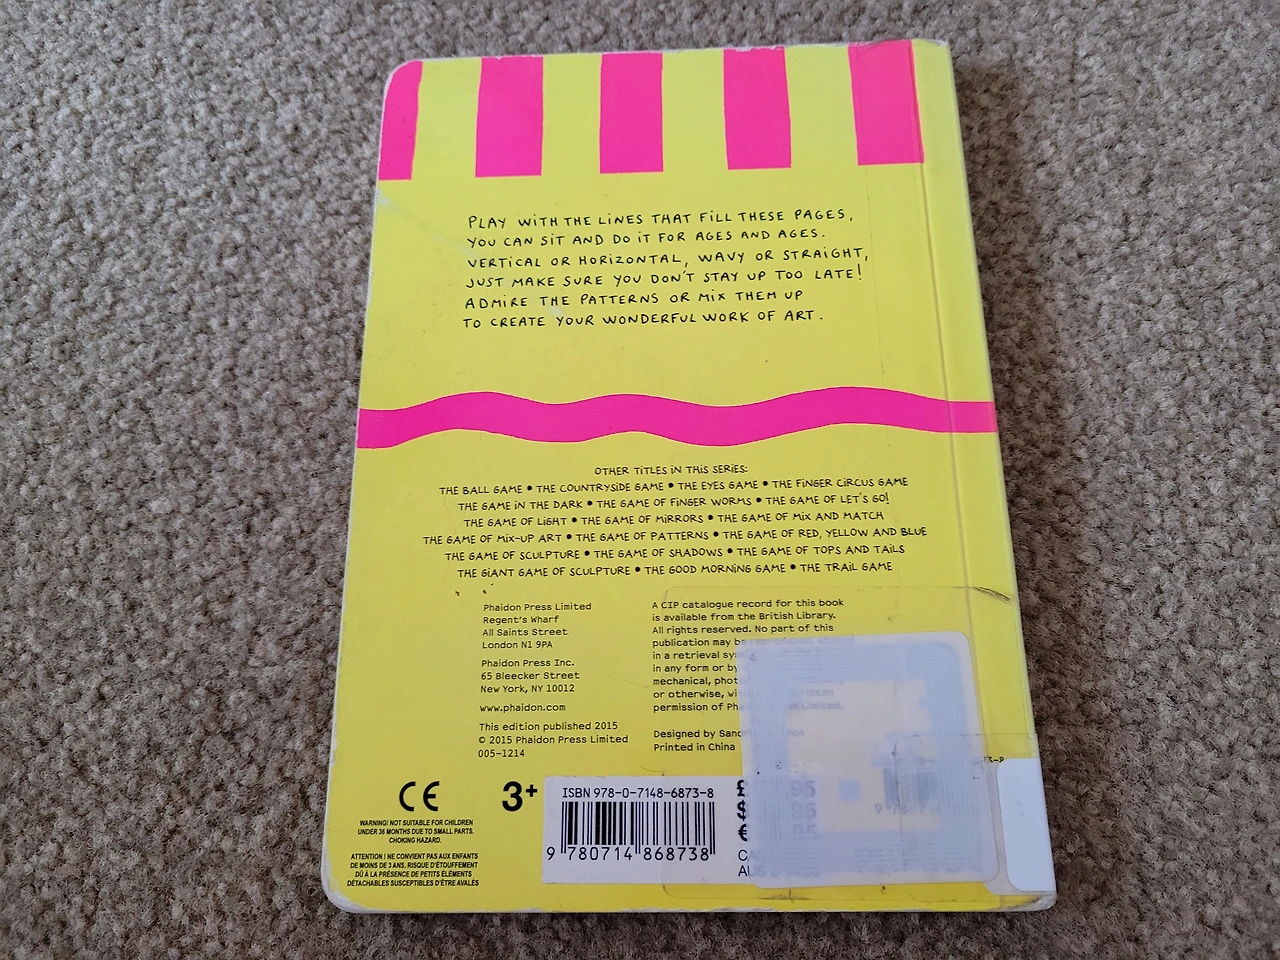 PLAY WITH THE LINES THAT FILL THESE PAGES,
YOU CAN SIT AND DO IT FOR AGES AND AGES.
VERTICAL OR HORIZONTAL, WAVY OR STRAIGHT,
JUST MAKE SURE YOU DON'T STAY UP TOO LATE!
ADMIRE THE PATTERNS OR MIX THEM UP
TO CREATE YOUR WONDERFUL WORK OF ART.
OTHER TITLES IN THIS SERIES:
THE BALL GAME • THE COUNTRYSIDE GAME • THE EYES GAME • THE FINGER CIRCUS GAME
THE GAME IN THE DARK • THE GAME OF FINGER WORMS • THE GAME OF LET'S GO!
THE GAME OF LIGHT • THE GAME OF MIRRORS • THE GAME OF MIX AND MATCH
THE GAME OF MIX-UP ART • THE GAME OF PATTERNS • THE GAME OF RED, YELLOW AND BLUE
THE GAME OF SCULPTURE • THE GAME OF SHADOWS • THE GAME OF TOPS AND TAILS
THE GIANT GAME OF SCULPTURE • THE GOOD MORNING GAME • THE TRAIL GAME
Phaidon Press Limited
Regent's Wharf
All Saints Street
London N1 9PA
Phaidon Press Inc.
65 Bleecker Street
New York, NY 10012
www.phaidon.com
This edition published 2015
© 2015 Phaidon Press Limited
005-1214
A CIP catalogue record for this book
is available from the British Library.
All rights reserved. No part of this
publication may be
in a retrieval
in any form or by
mechanical,
or otherwise, written
permission of Limited.
Designed by
Printed in China
CE
3+
WARNING! NOT SUITABLE FOR CHILDREN
UNDER 36 MONTHS DUE TO SMALL PARTS.
CHOKING HAZARD.
ATTENTION ! NE CONVIENT PAS AUX ENFANTS
DE MOINS DE 3 ANS. RISQUE D'ÉTOUFFEMENT
DÛ À LA PRÉSENCE DE PETITS ÉLÉMENTS
DÉTACHABLES SUSCEPTIBLES D'ÊTRE AVALÉS
ISBN 978-0-7148-6873-8
9 780714 868738
£
$
€